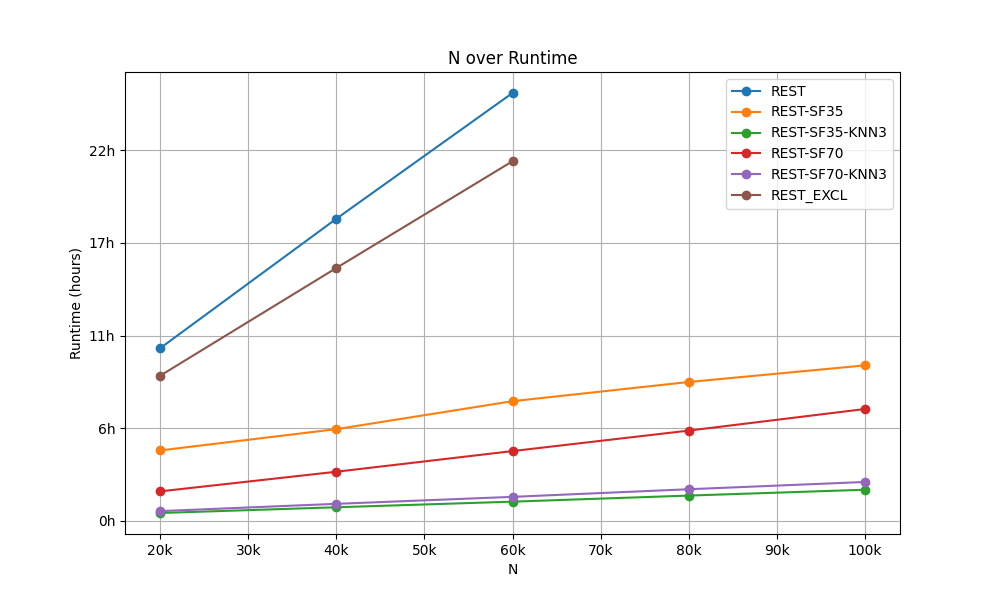 N over Runtime
REST
REST-SF35
REST-SF35-KNN3
REST-SF70
REST-SF70-KNN3
REST_EXCL
22h
17h
11h
6h
0h
Runtime (hours)
20k 30k 40k 50k 60k 70k 80k 90k 100k
N